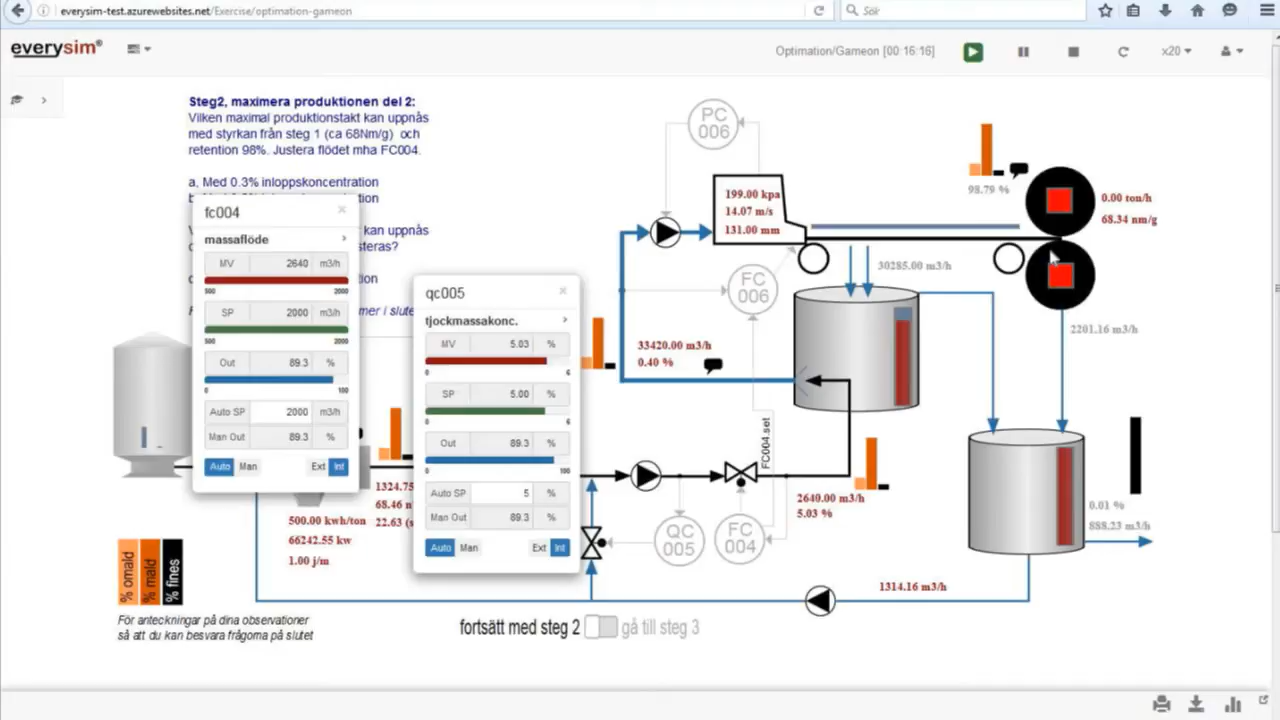 everysim-test.azurewebsites.net/Exercise/optimation-gameon
Sök
everysim®
Optimation/Gameon [00:16:16]
x20
Steg2, maximera produktionen del 2:
Vilken maximal produktionstakt kan uppnås
med styrkan från steg 1 (ca 68Nm/g) och
retention 98%. Justera flödet mha FC004.
a, Med 0.3% inloppskoncentration
fc004
massaflöde
MV 2640 m3/h
500 2000
SP 2000 m3/h
500 2000
Out 89.3 %
0 100
Auto SP 2000 m3/h
Man Out 89.3 %
Auto Man Ext Int
qc005
tjockmassakonc.
MV 5.03 %
0 6
SP 5.00 %
0 6
Out 89.3 %
0 100
Auto SP 5 %
Man Out 89.3 %
Auto Man Ext Int
PC
006
199.00 kpa
14.07 m/s
131.00 mm
98.79 %
0.00 ton/h
68.34 nm/g
FC
006
30285.00 m3/h
2201.16 m3/h
33420.00 m3/h
0.40 %
FC004.set
2640.00 m3/h
5.03 %
QC
005
FC
004
0.01 %
888.23 m3/h
1314.16 m3/h
500.00 kwh/ton
66242.55 kw
1.00 j/m
1324.75
68.46
22.63
% omald
% mald
% fines
För anteckningar på dina observationer
så att du kan besvara frågorna på slutet
fortsätt med steg 2 gå till steg 3